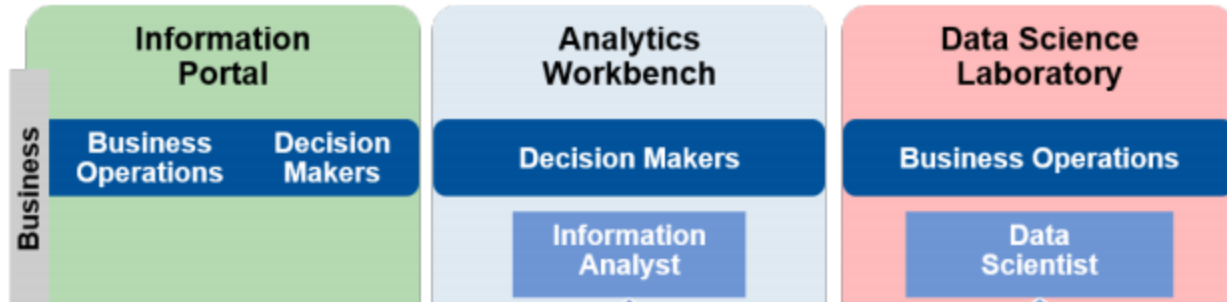 Information
Portal
Analytics
Workbench
Data Science
Laboratory
Business
Business
Operations
Decision
Makers
Decision Makers
Business Operations
Information
Analyst
Data
Scientist